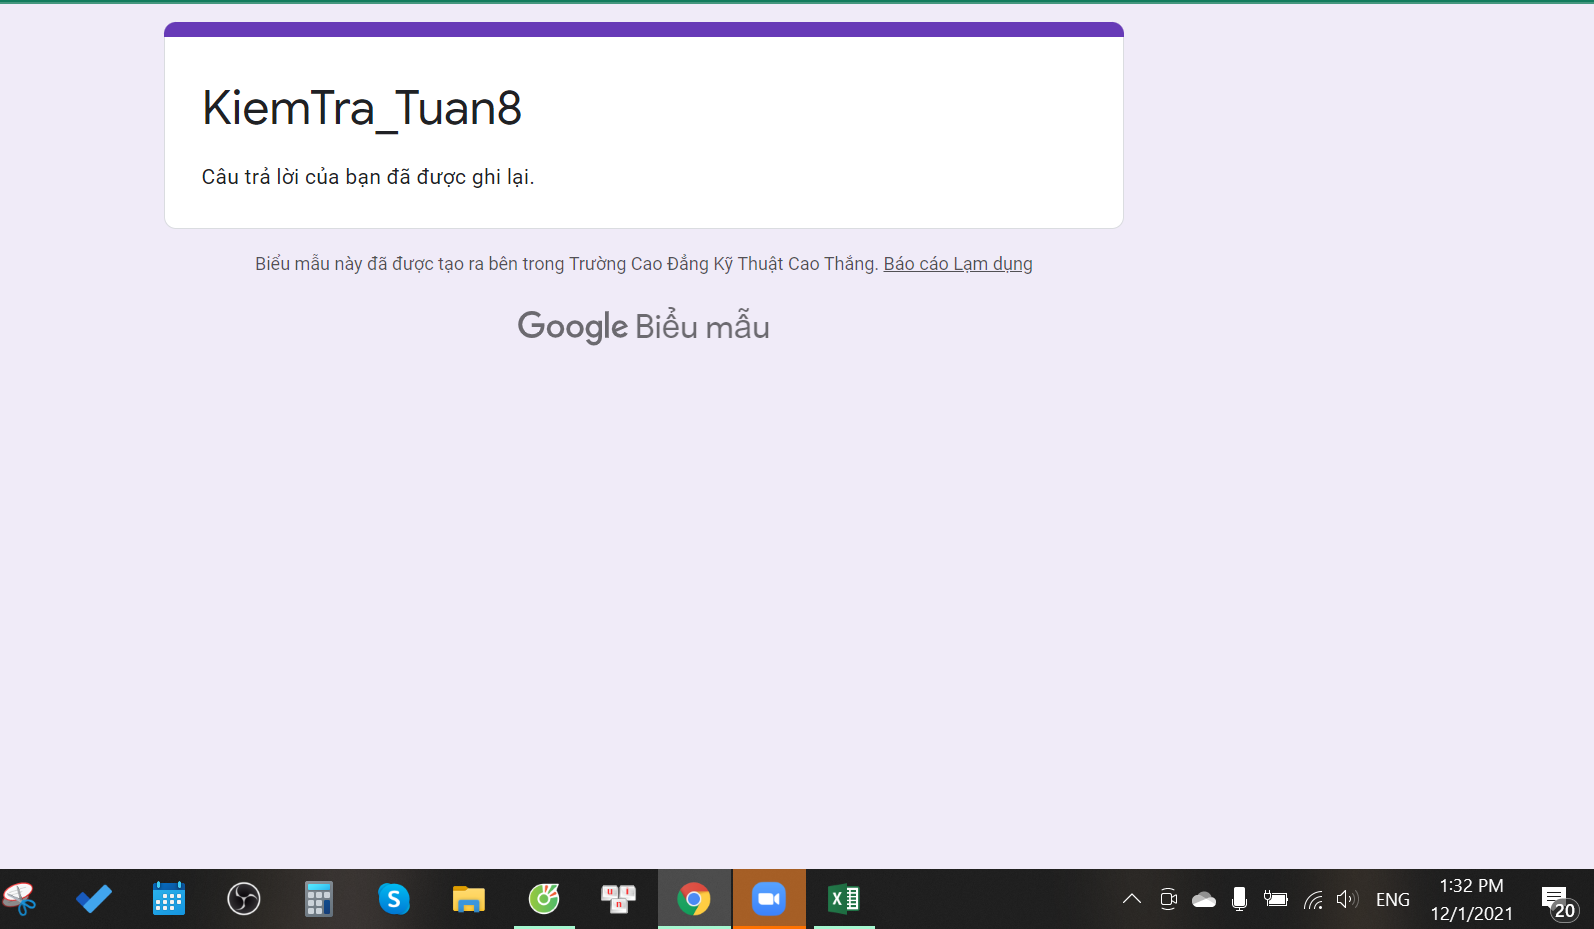 KiemTra_Tuan8
Câu trả lời của bạn đã được ghi lại.
Biểu mẫu này đã được tạo ra bên trong Trường Cao Đẳng Kỹ Thuật Cao Thắng. Báo cáo Lạm dụng
Google Biểu mẫu
S
u i
n
X
ENG
1:32 PM
12/1/2021
20